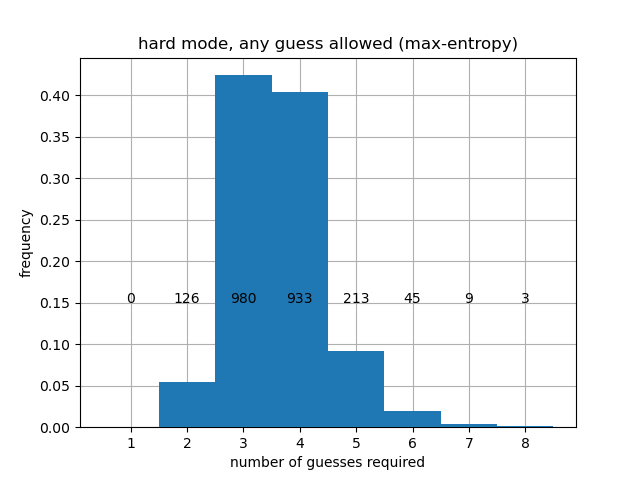 hard mode, any guess allowed (max-entropy)
0.40
0.35
0.30
0.25
0.20
0.15
0.10
0.05
0.00
frequency
0 126 980 933 213 45 9 3
1 2 3 4 5 6 7 8
number of guesses required